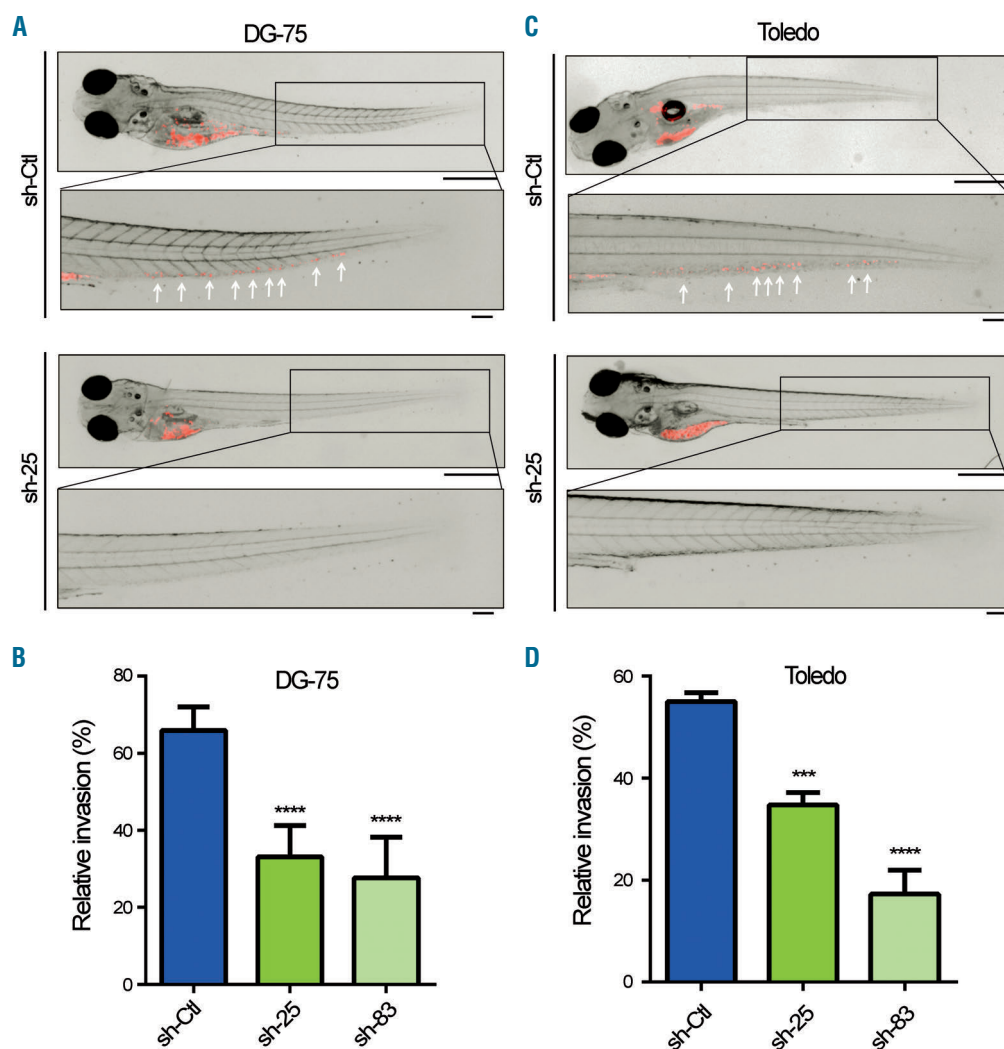 A
DG-75
sh-Ctl
sh-25
C
Toledo
sh-Ctl
sh-25
B
DG-75
Relative invasion (%)
80
60
40
20
0
****
****
sh-Ctl
sh-25
sh-83
D
Toledo
Relative invasion (%)
60
40
20
0
***
****
sh-Ctl
sh-25
sh-83